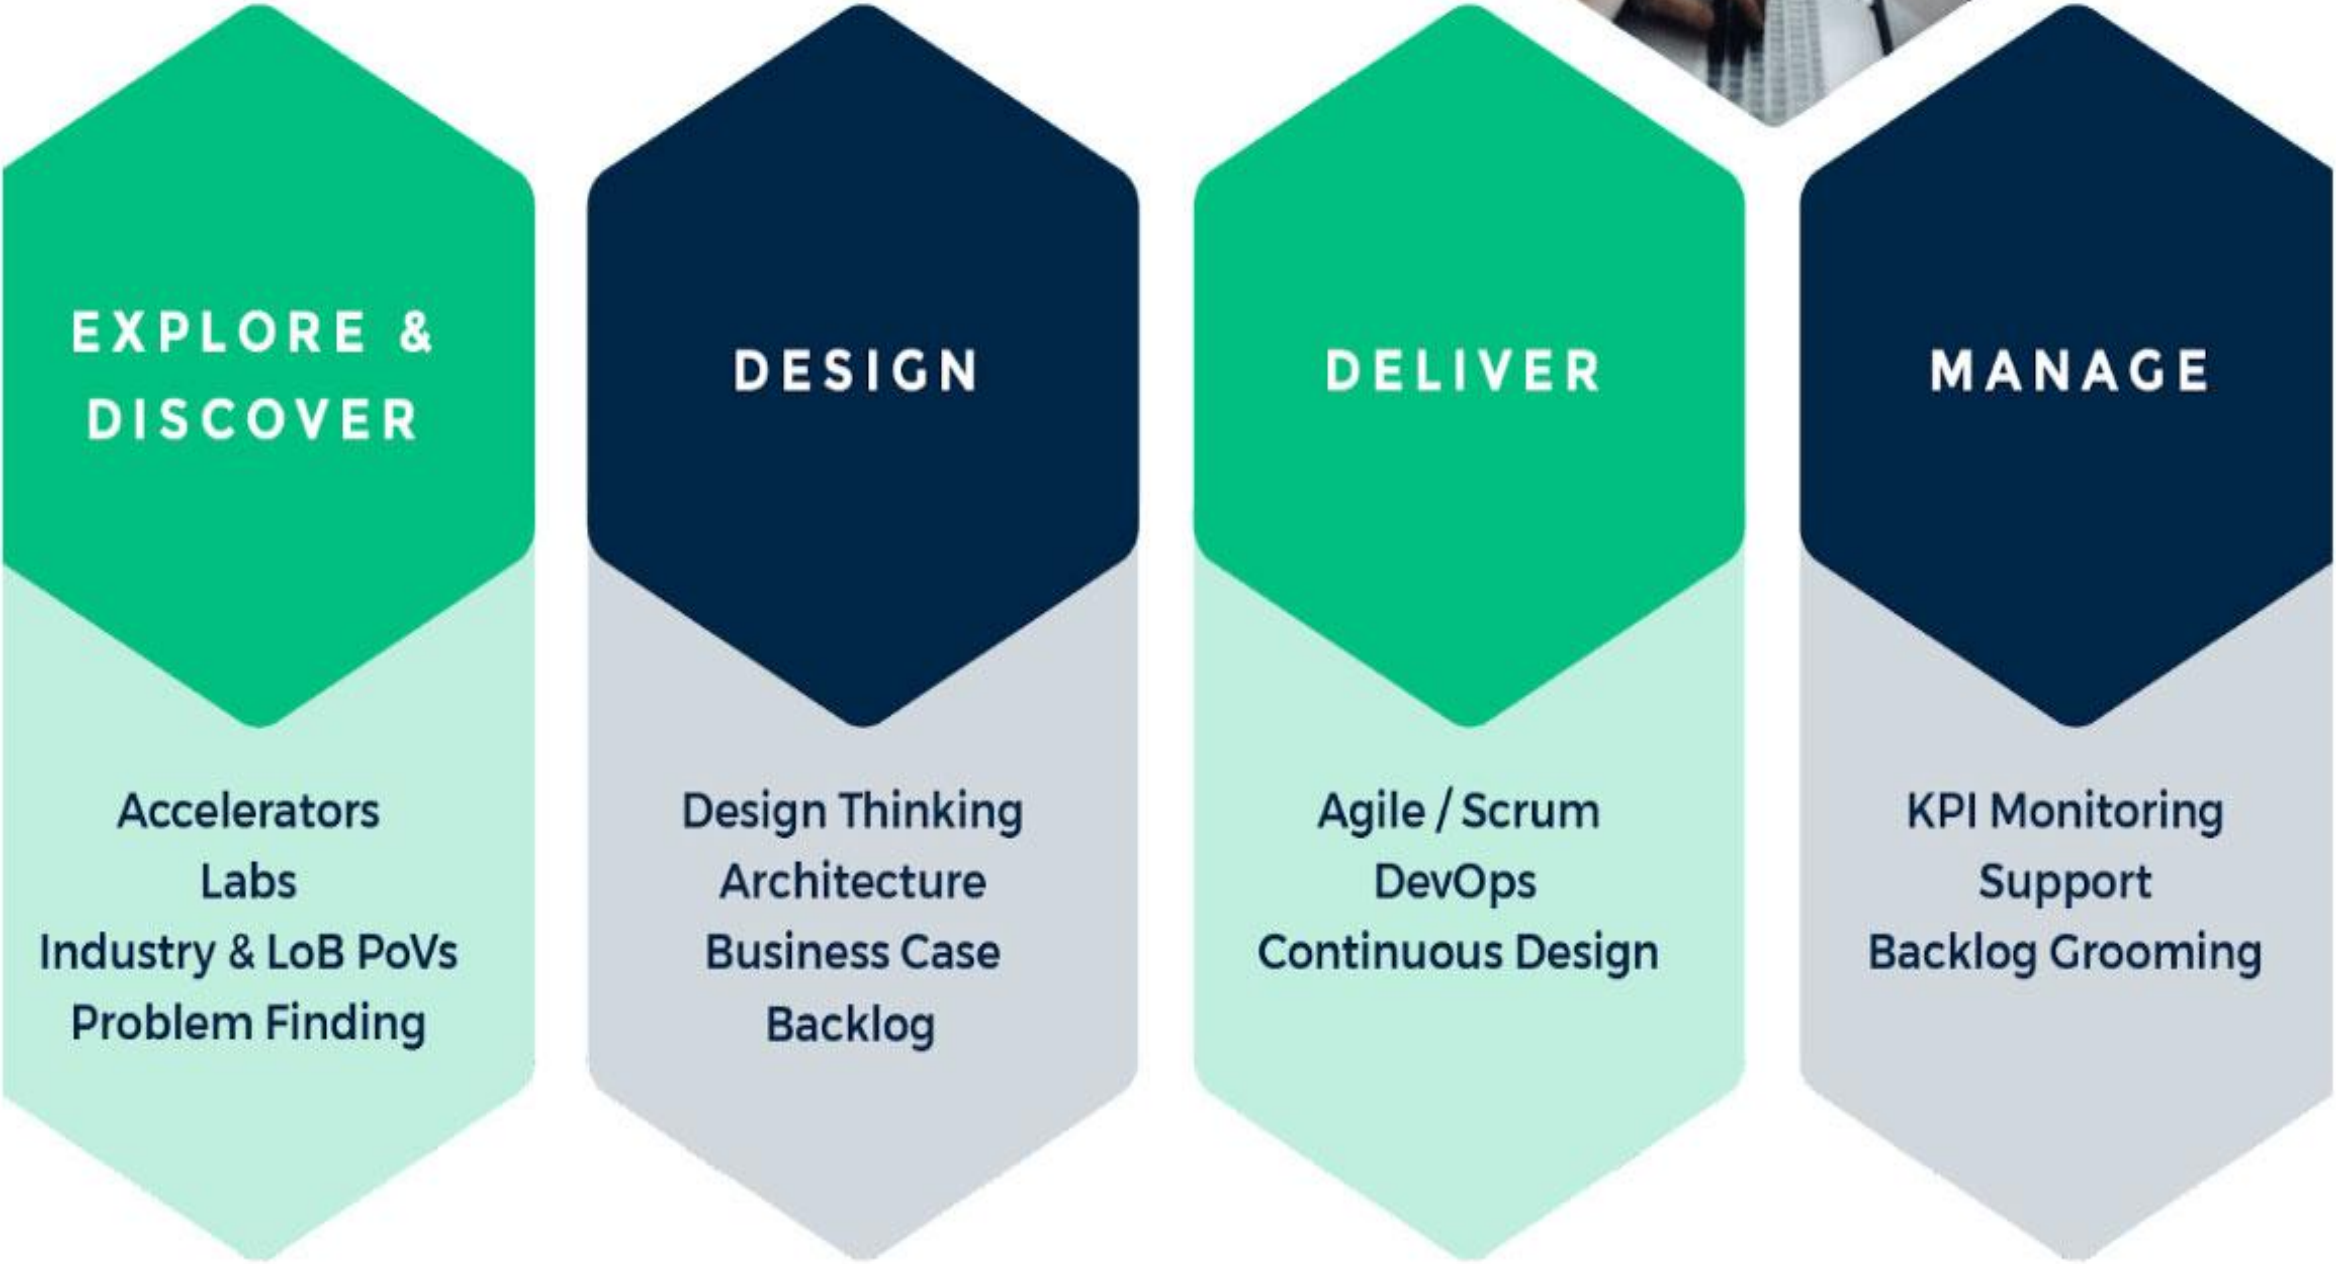 EXPLORE &
DISCOVER
Accelerators
Labs
Industry & LoB PoVs
Problem Finding
DESIGN
Design Thinking
Architecture
Business Case
Backlog
DELIVER
Agile / Scrum
DevOps
Continuous Design
MANAGE
KPI Monitoring
Support
Backlog Grooming